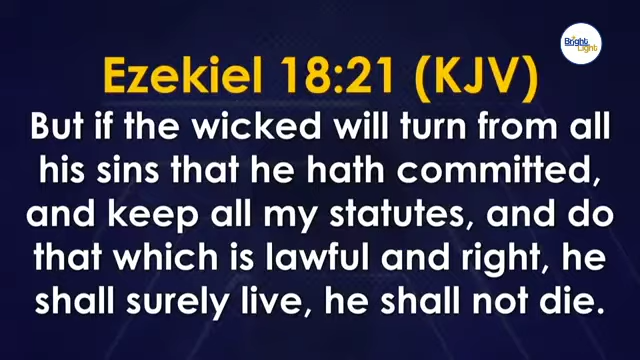 Bright
Light
Ezekiel 18:21 (KJV)
But if the wicked will turn from all
his sins that he hath committed,
and keep all my statutes, and do
that which is lawful and right, he
shall surely live, he shall not die.